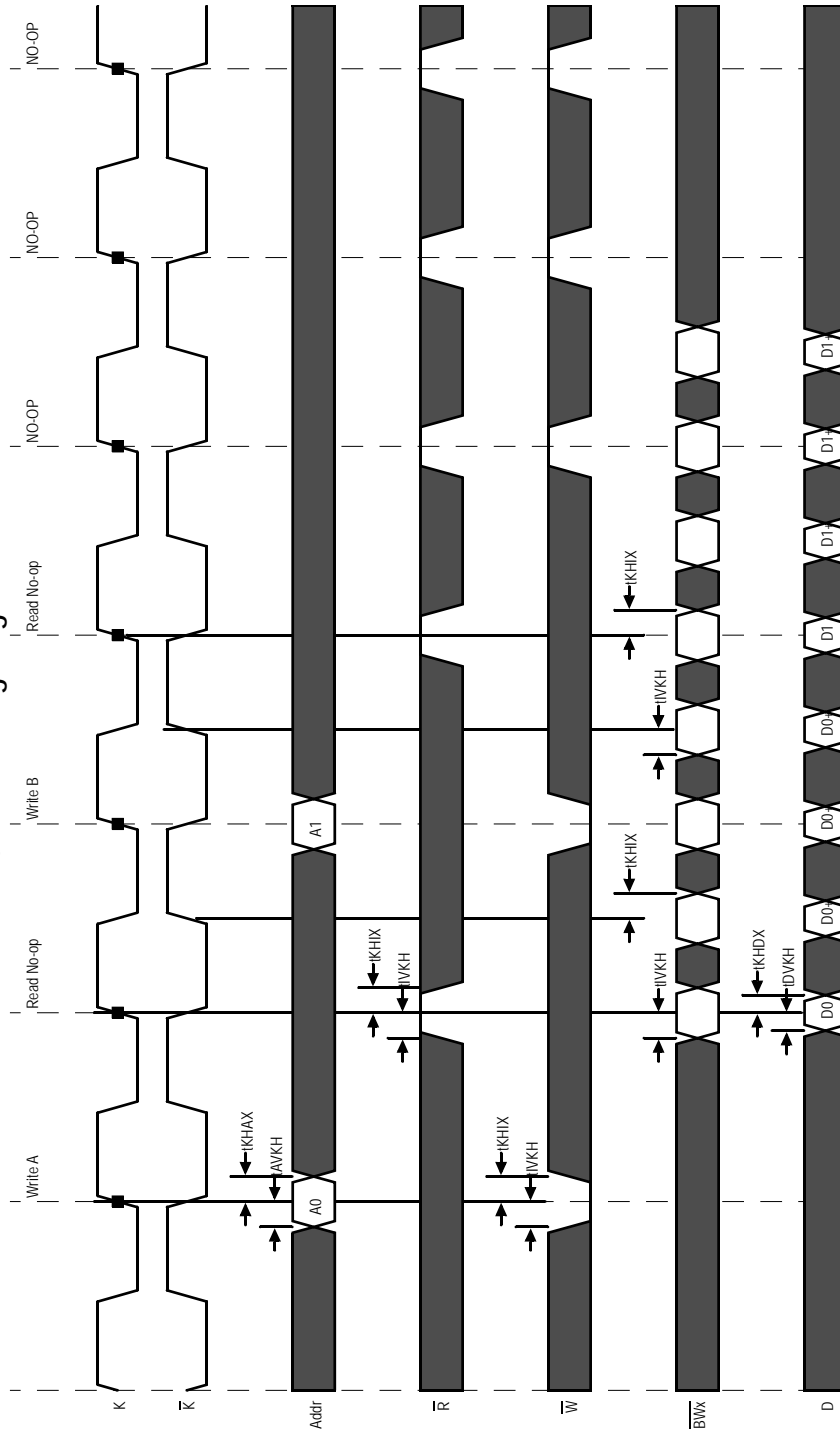 Write A
Read No-op
Write B
Read No-op
NO-OP
NO-OP
NO-OP
K
K
Addr
A0
A1
tKHAX
tAVKH
R
tKHIX
tIVKH
W
tKHIX
tIVKH
BWx
tIVKH
tKHIX
tIVKH
tKHIX
D
tKHDX
tDVKH
D0
D0+
D0+
D0+
D1
D1+
D1+
D1+